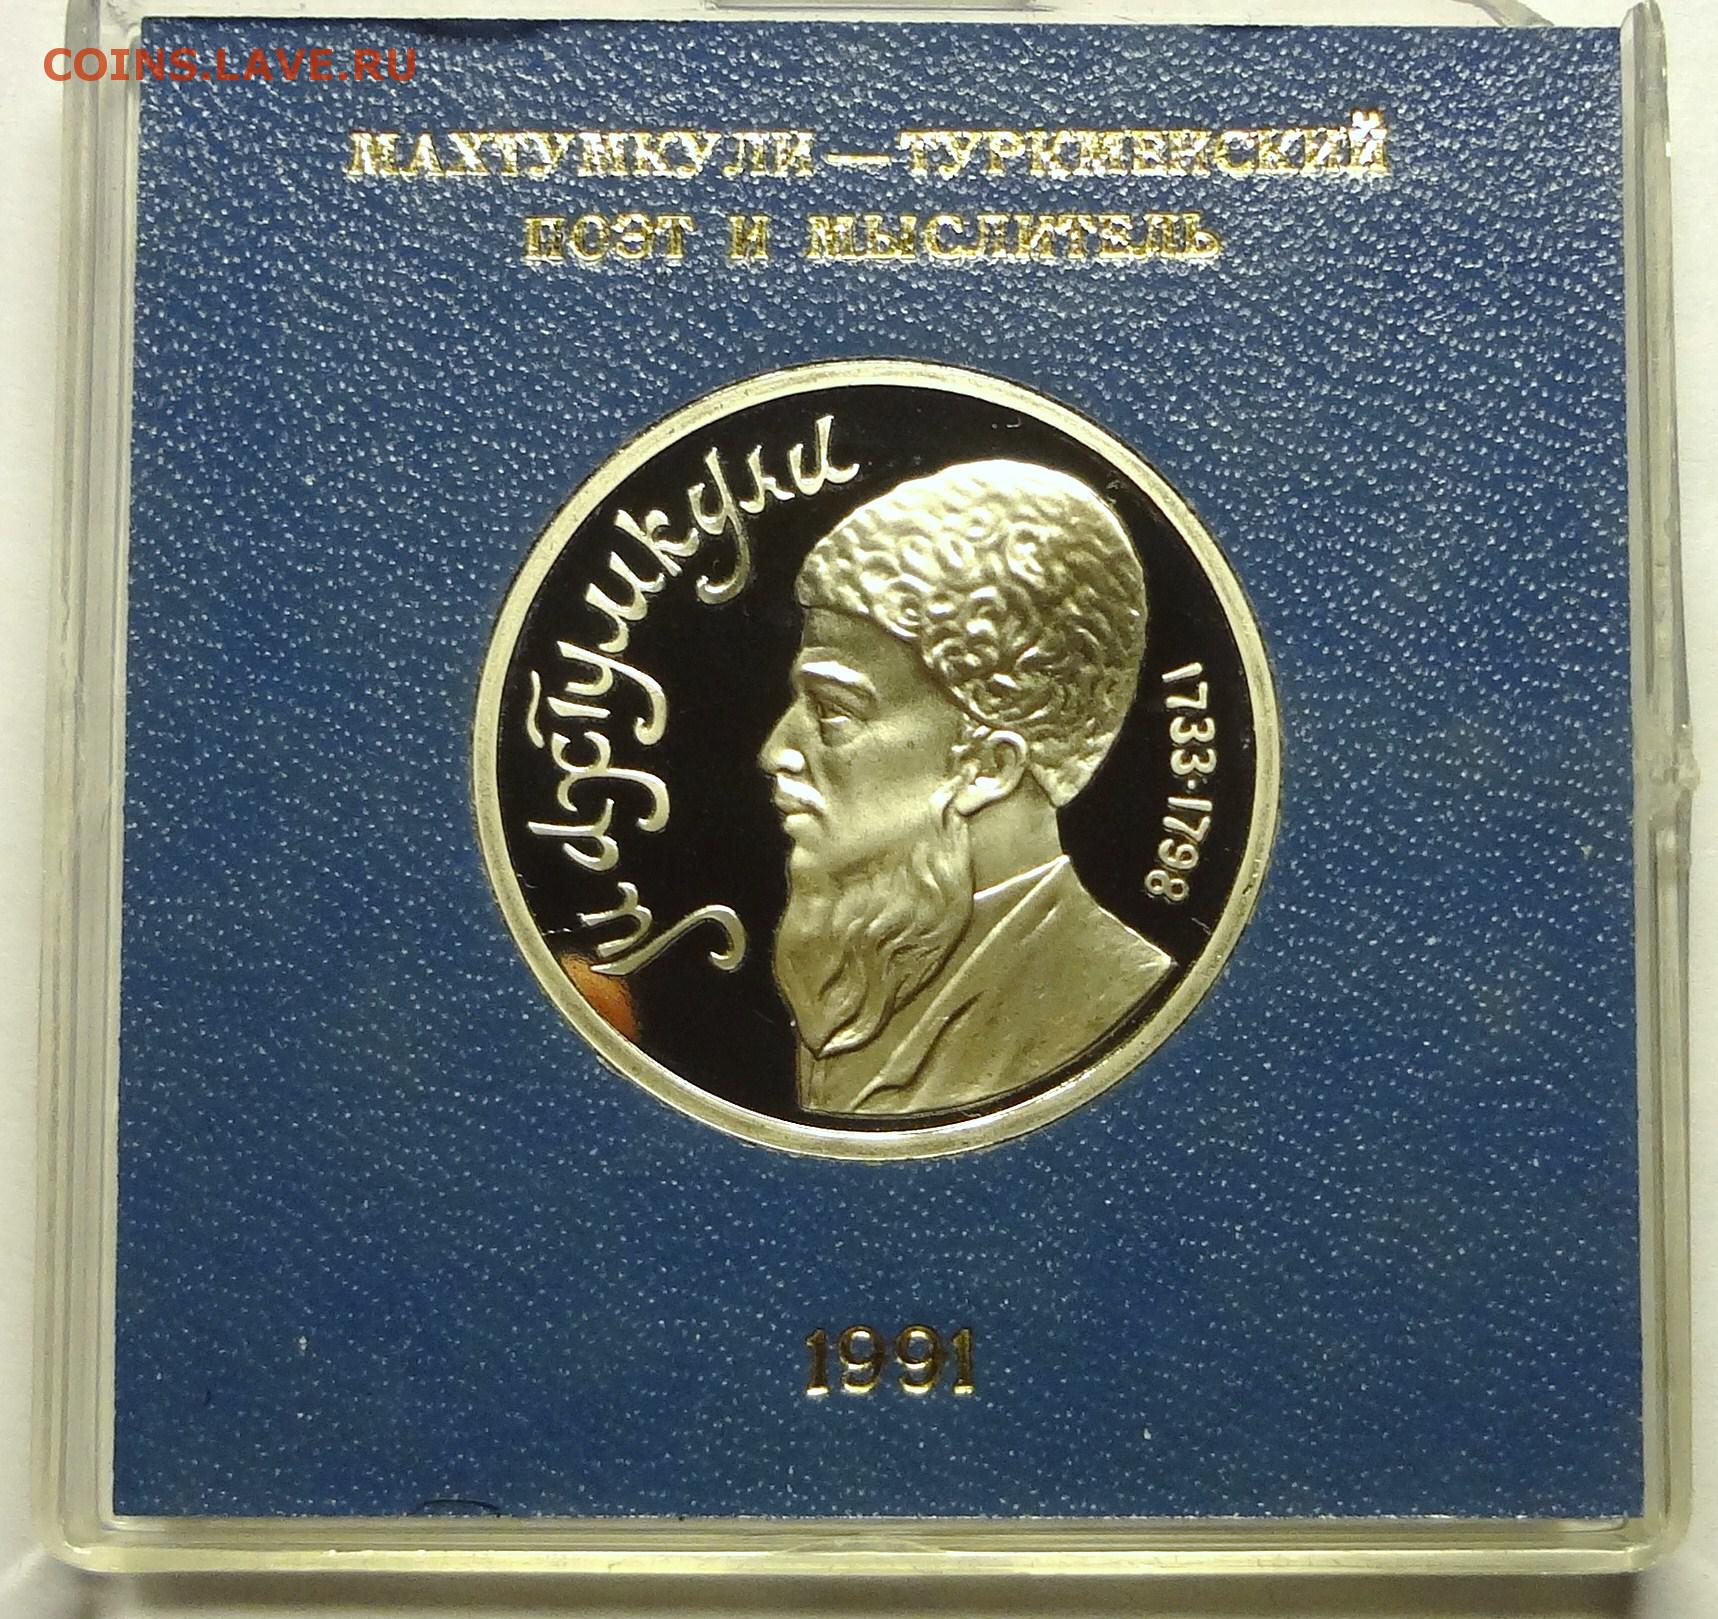 COINS.LAVE.RU
МАХТУМКУЛИ—ТУРКМЕНСКИЙ
ПОЭТ И МЫСЛИТЕЛЬ
Махтумкули
1733·1798
1991